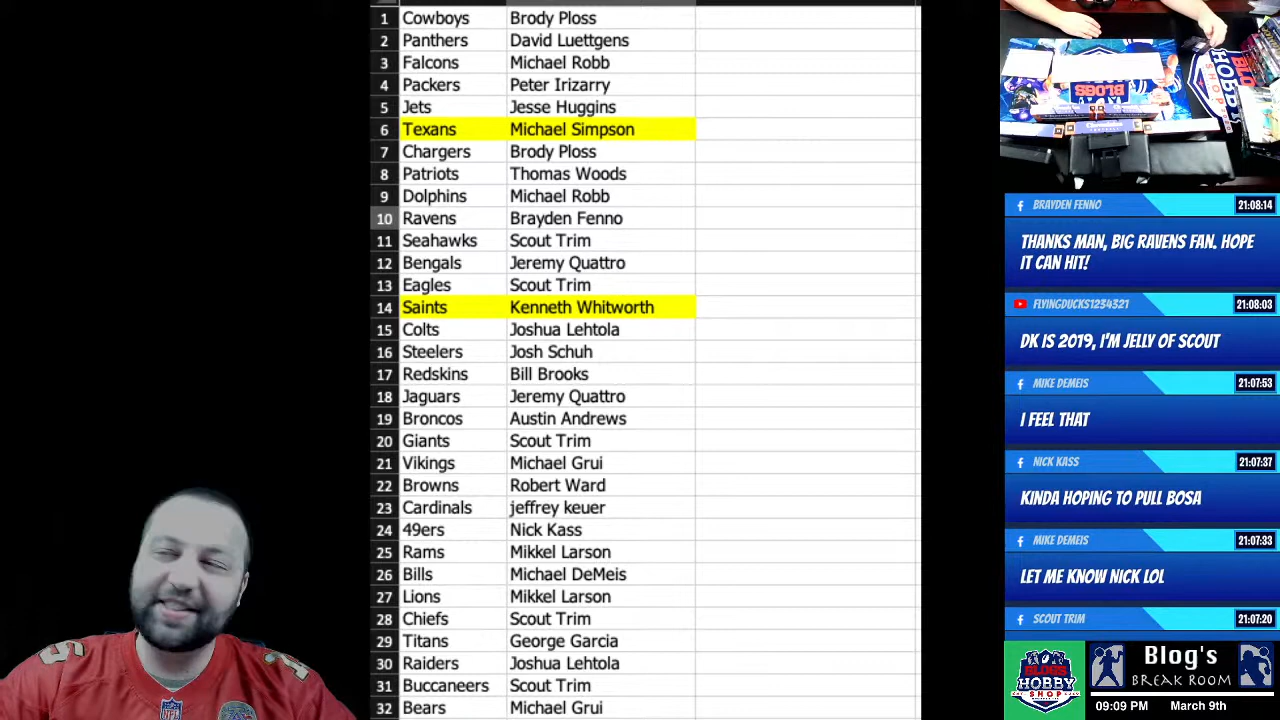 1 Cowboys Brody Ploss
2 Panthers David Luettgens
3 Falcons Michael Robb
4 Packers Peter Irizarry
5 Jets Jesse Huggins
6 Texans Michael Simpson
7 Chargers Brody Ploss
8 Patriots Thomas Woods
9 Dolphins Michael Robb
10 Ravens Brayden Fenno
11 Seahawks Scout Trim
12 Bengals Jeremy Quattro
13 Eagles Scout Trim
14 Saints Kenneth Whitworth
15 Colts Joshua Lehtola
16 Steelers Josh Schuh
17 Redskins Bill Brooks
18 Jaguars Jeremy Quattro
19 Broncos Austin Andrews
20 Giants Scout Trim
21 Vikings Michael Grui
22 Browns Robert Ward
23 Cardinals jeffrey keuer
24 49ers Nick Kass
25 Rams Mikkel Larson
26 Bills Michael DeMeis
27 Lions Mikkel Larson
28 Chiefs Scout Trim
29 Titans George Garcia
30 Raiders Joshua Lehtola
31 Buccaneers Scout Trim
32 Bears Michael Grui
BRAYDEN FENNO 21:08:14
THANKS MAN, BIG RAVENS FAN. HOPE
IT CAN HIT!
FLYINGDUCKS1234321 21:08:03
DK IS 2019, I'M JELLY OF SCOUT
MIKE DEMEIS 21:07:53
I FEEL THAT
NICK KASS 21:07:37
KINDA HOPING TO PULL BOSA
MIKE DEMEIS 21:07:33
LET ME KNOW NICK LOL
SCOUT TRIM 21:07:20
BLOGS
HOBBY
SHOP
Blog's
BREAK ROOM
09:09 PM March 9th